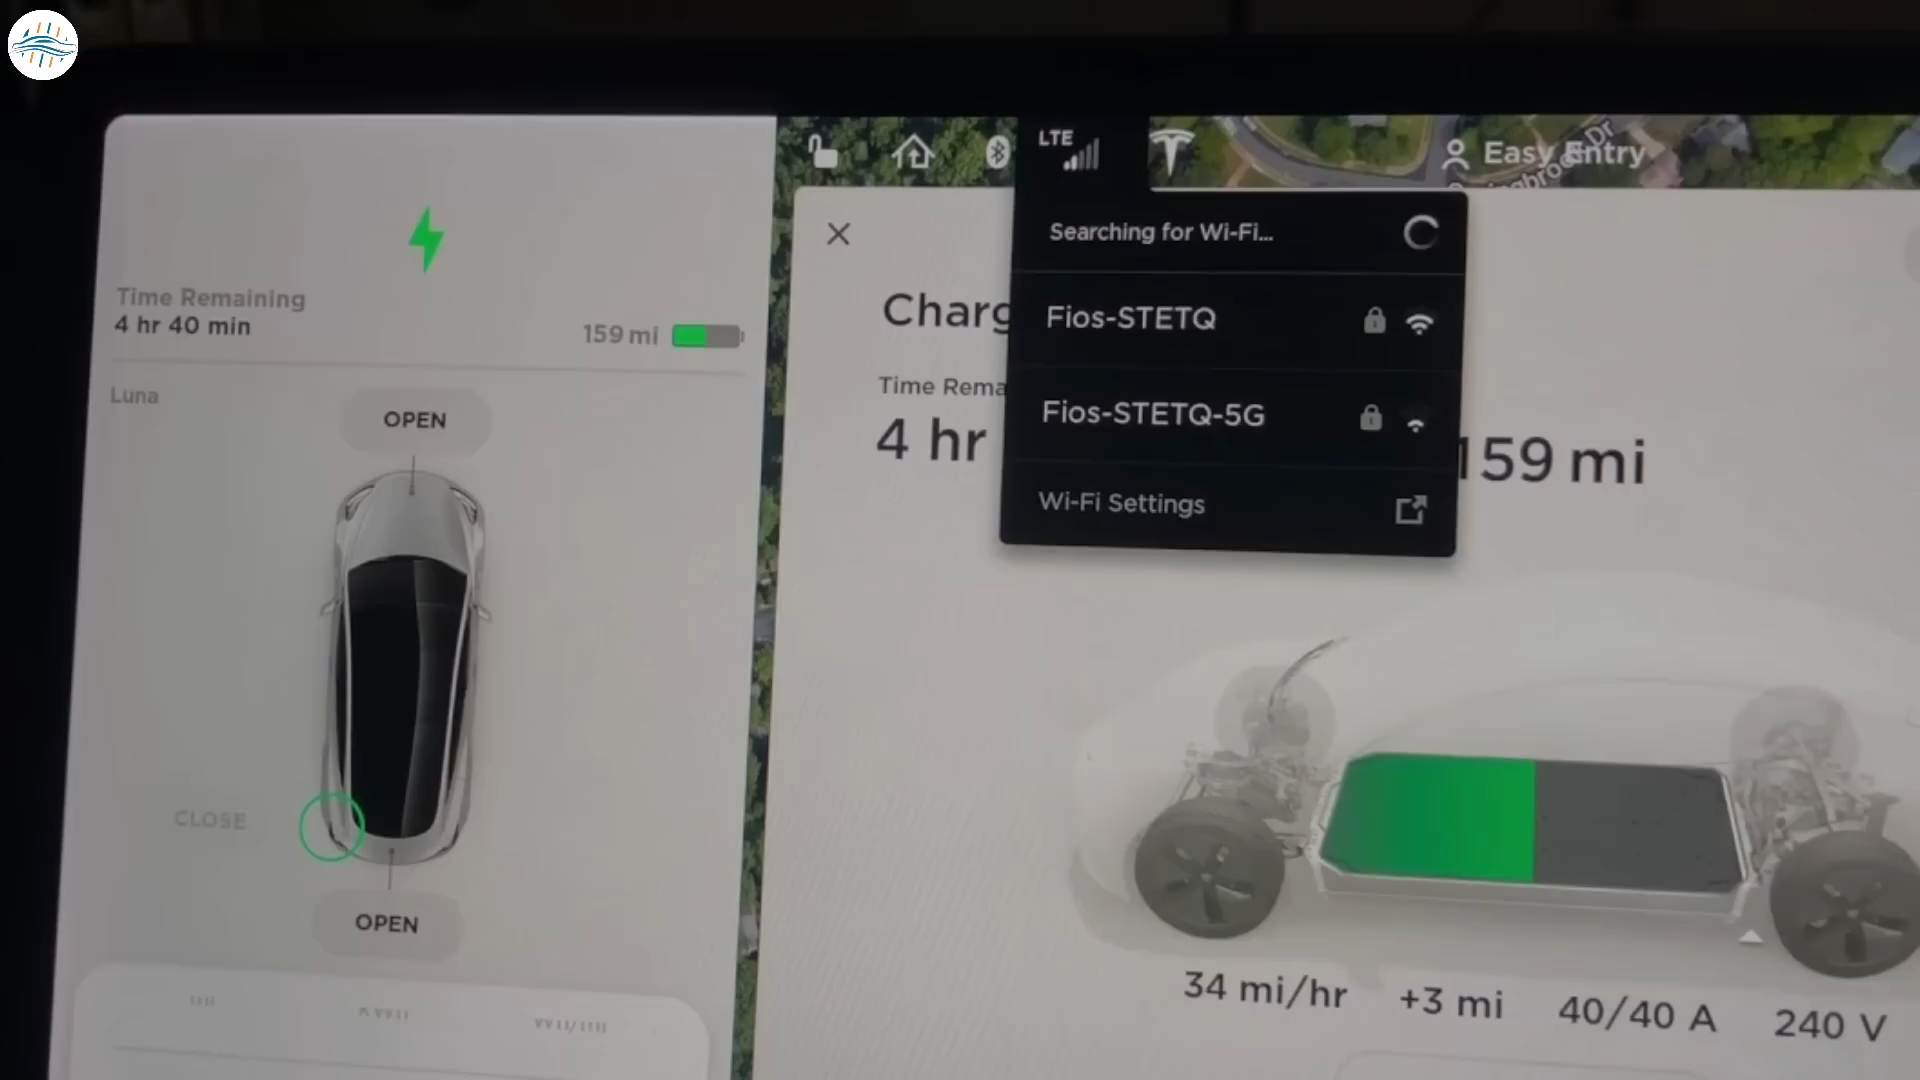 LTE
Easy Entry
Time Remaining
4 hr 40 min
159 mi
Luna
OPEN
CLOSE
OPEN
Searching for Wi-Fi...
Fios-STETQ
Fios-STETQ-5G
Wi-Fi Settings
Charg
Time Rema
4 hr
159 mi
34 mi/hr
+3 mi
40/40 A
240 V